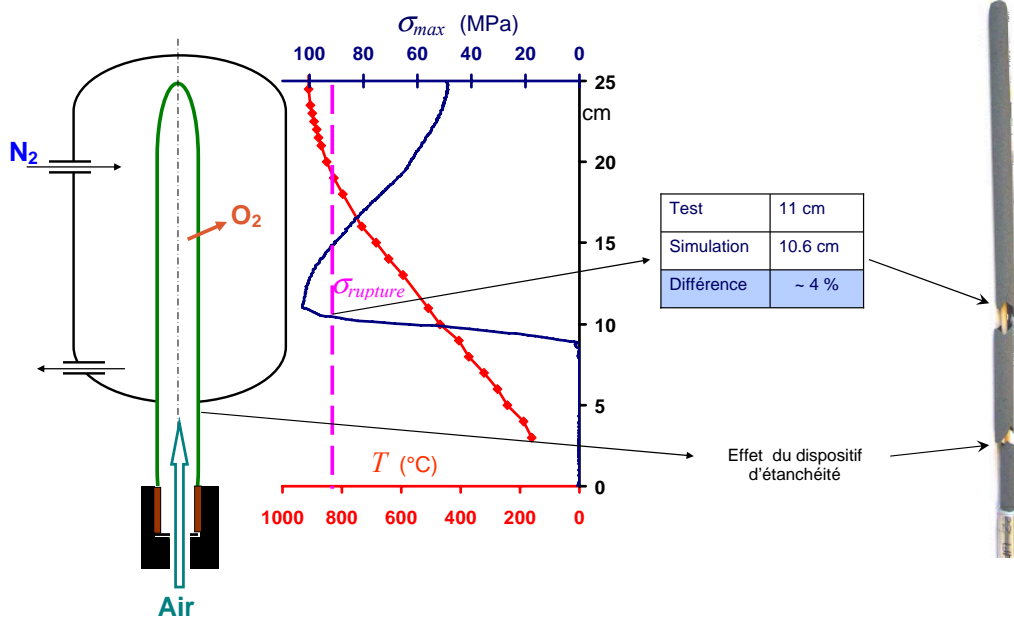 σmax (MPa)
100 80 60 40 20 0
25
cm
20
15
10
5
0
N2
O2
σrupture
T (°C)
1000 800 600 400 200 0
Air
Test 11 cm
Simulation 10.6 cm
Différence ~ 4 %
Effet du dispositif
d'étanchéité